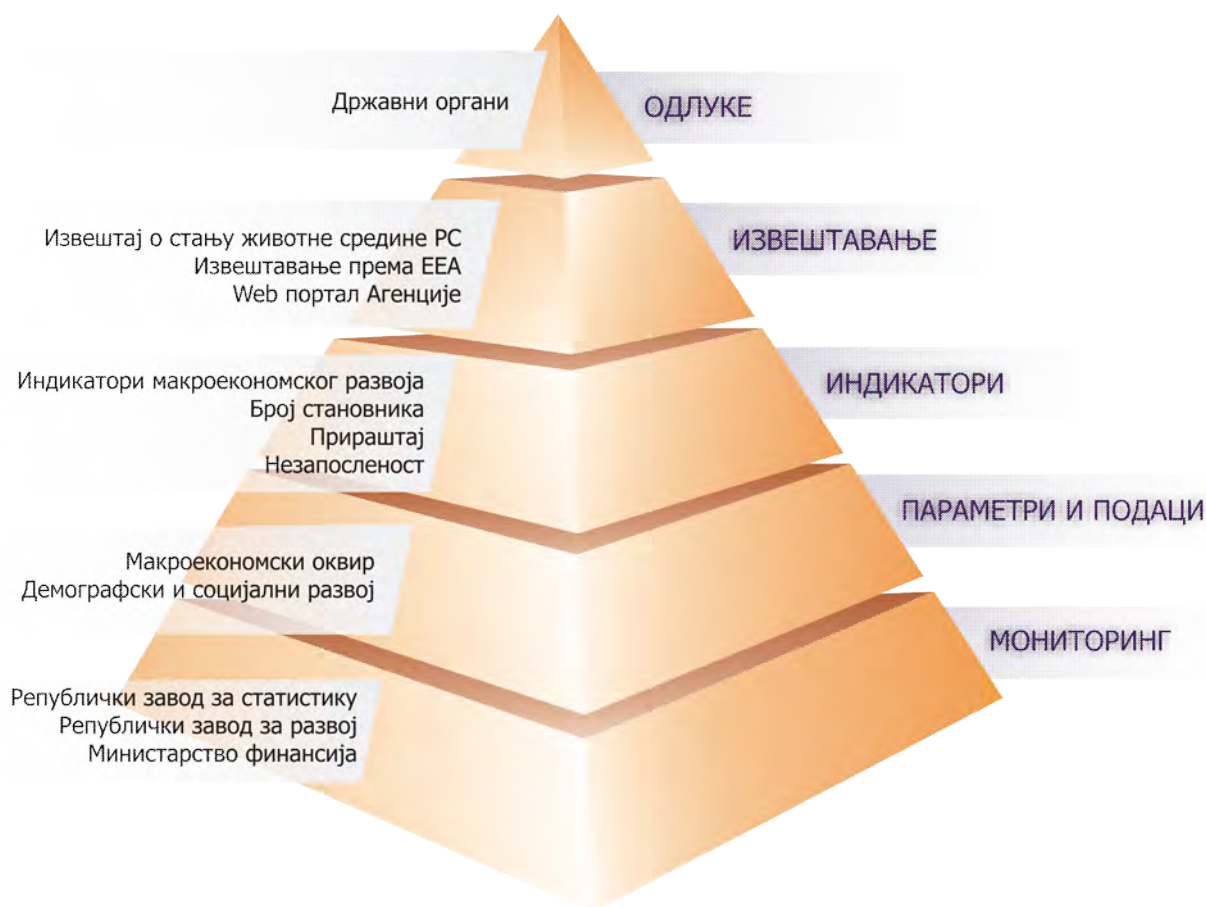 Државни органи
ОДЛУКЕ
Извештај о стању животне средине РС
Извештавање према ЕЕА
Web портал Агенције
ИЗВЕШТАВАЊЕ
Индикатори макроекономског развоја
Број становника
Прираштај
Незапосленост
ИНДИКАТОРИ
Макроекономски оквир
Демографски и социјални развој
ПАРАМЕТРИ И ПОДАЦИ
Републички завод за статистику
Републички завод за развој
Министарство финансија
МОНИТОРИНГ